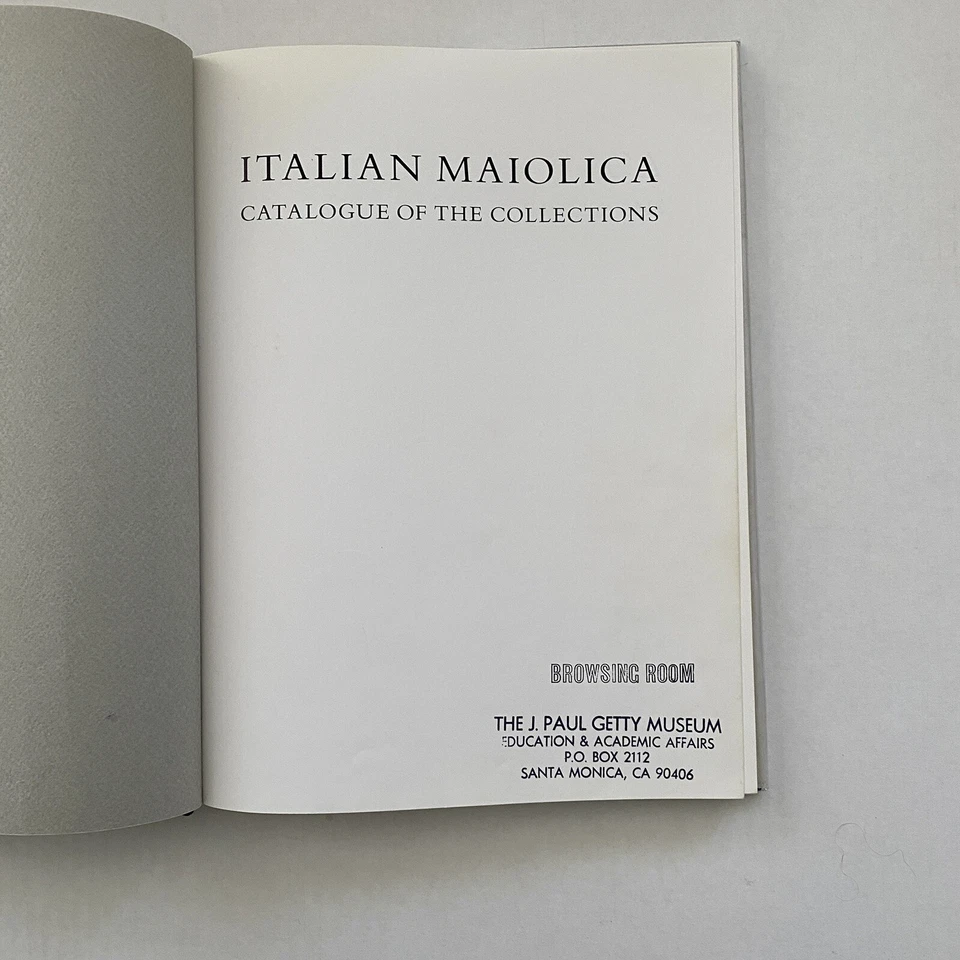 ITALIAN MAIOLICA
CATALOGUE OF THE COLLECTIONS
BROWSING ROOM
THE J. PAUL GETTY MUSEUM
EDUCATION & ACADEMIC AFFAIRS
P.O. BOX 2112
SANTA MONICA, CA 90406